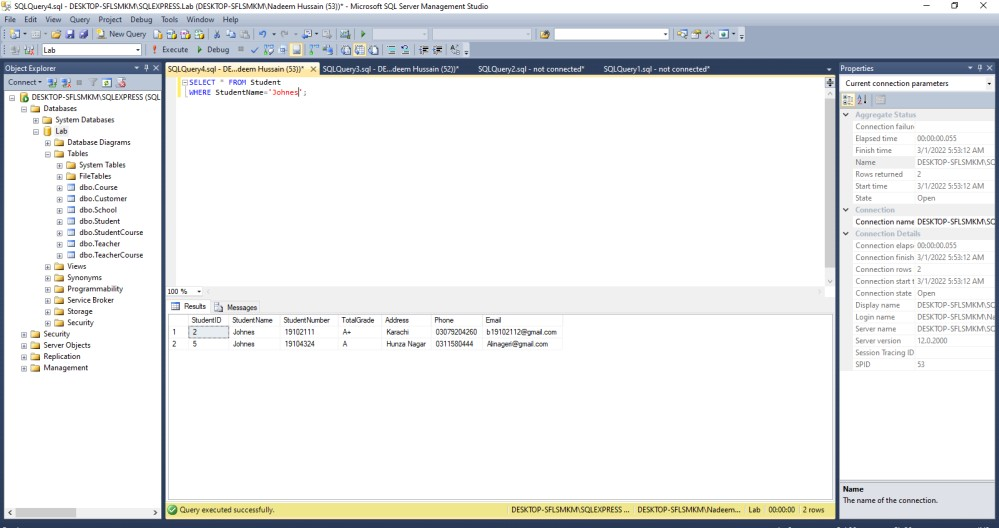 SQLQuery4.sql - DESKTOP-SFLSMKM\SQLEXPRESS.Lab (DESKTOP-SFLSMKM\Nadeem Hussain (53))* - Microsoft SQL Server Management Studio
File Edit View Query Project Debug Tools Window Help
New Query
Lab Execute Debug
Object Explorer
Connect
DESKTOP-SFLSMKM\SQLEXPRESS (SQL
Databases
System Databases
Lab
Database Diagrams
Tables
System Tables
FileTables
dbo.Course
dbo.Customer
dbo.School
dbo.Student
dbo.StudentCourse
dbo.Teacher
dbo.TeacherCourse
Views
Synonyms
Programmability
Service Broker
Storage
Security
Security
Server Objects
Replication
Management
SQLQuery4.sql - DE...deem Hussain (53))* SQLQuery3.sql - DE...deem Hussain (52))* SQLQuery2.sql - not connected* SQLQuery1.sql - not connected*
SELECT * FROM Student
WHERE StudentName='Johnes';
100 %
Results Messages
StudentID StudentName StudentNumber TotalGrade Address Phone Email
1 2 Johnes 19102111 A+ Karachi 03079204260 b19102112@gmail.com
2 5 Johnes 19104324 A Hunza Nagar 0311580444 Alinageri@gmail.com
Query executed successfully. DESKTOP-SFLSMKM\SQLEXPRESS ... DESKTOP-SFLSMKM\Nadeem... Lab 00:00:00 2 rows
Properties
Current connection parameters
Aggregate Status
Connection failure
Elapsed time 00:00:00.055
Finish time 3/1/2022 5:53:12 AM
Name DESKTOP-SFLSMKM\SQ
Rows returned 2
Start time 3/1/2022 5:53:12 AM
State Open
Connection
Connection name DESKTOP-SFLSMKM\SQ
Connection Details
Connection elaps 00:00:00.055
Connection finish 3/1/2022 5:53:12 AM
Connection rows 2
Connection start t 3/1/2022 5:53:12 AM
Connection state Open
Display name DESKTOP-SFLSMKM\SQ
Login name DESKTOP-SFLSMKM\Na
Server name DESKTOP-SFLSMKM\SQ
Server version 12.0.2000
Session Tracing ID
SPID 53
Name
The name of the connection.